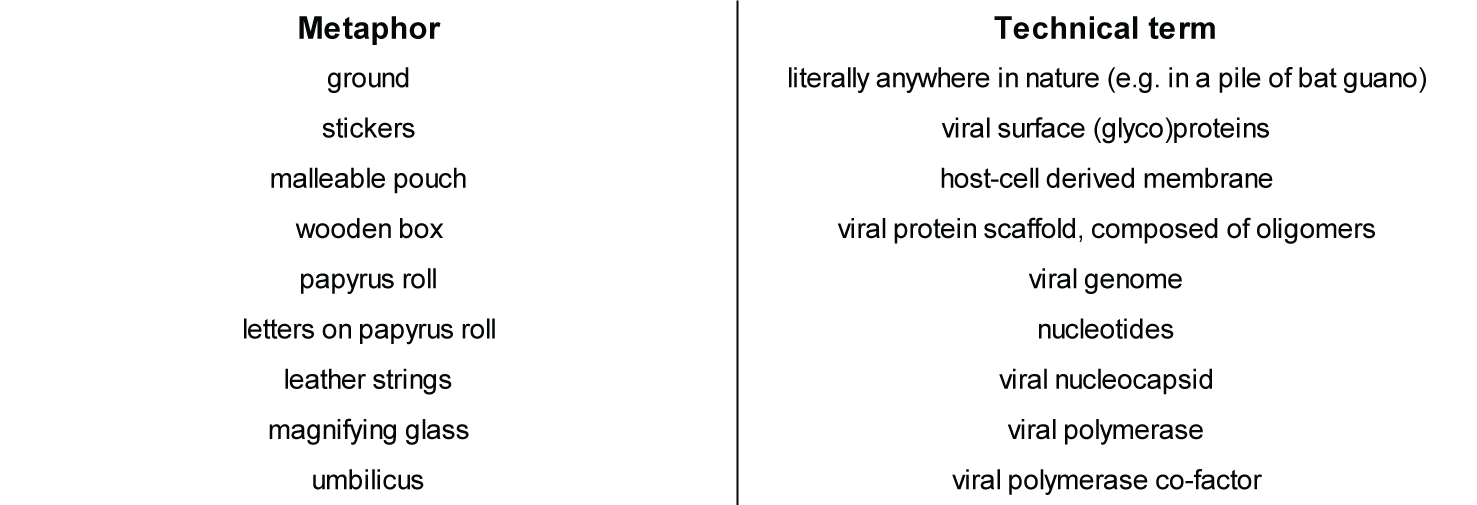 Metaphor Technical term
ground literally anywhere in nature (e.g. in a pile of bat guano)
stickers viral surface (glyco)proteins
malleable pouch host-cell derived membrane
wooden box viral protein scaffold, composed of oligomers
papyrus roll viral genome
letters on papyrus roll nucleotides
leather strings viral nucleocapsid
magnifying glass viral polymerase
umbilicus viral polymerase co-factor